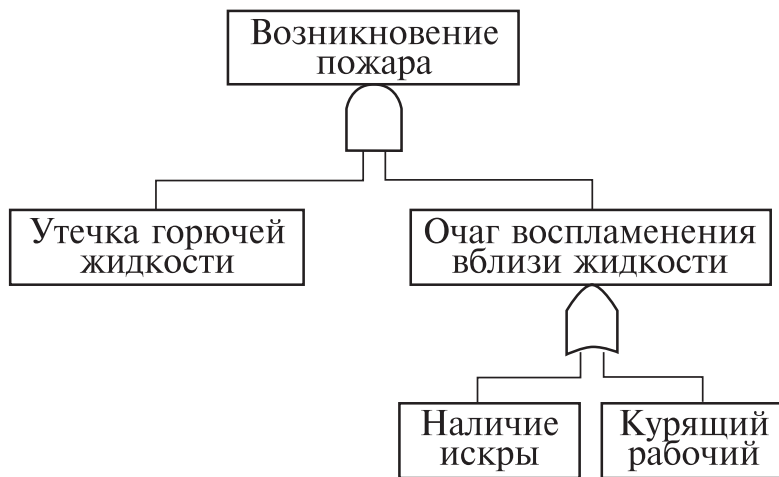 Возникновение
пожара
Утечка горючей
жидкости
Очаг воспламенения
вблизи жидкости
Наличие
искры
Курящий
рабочий